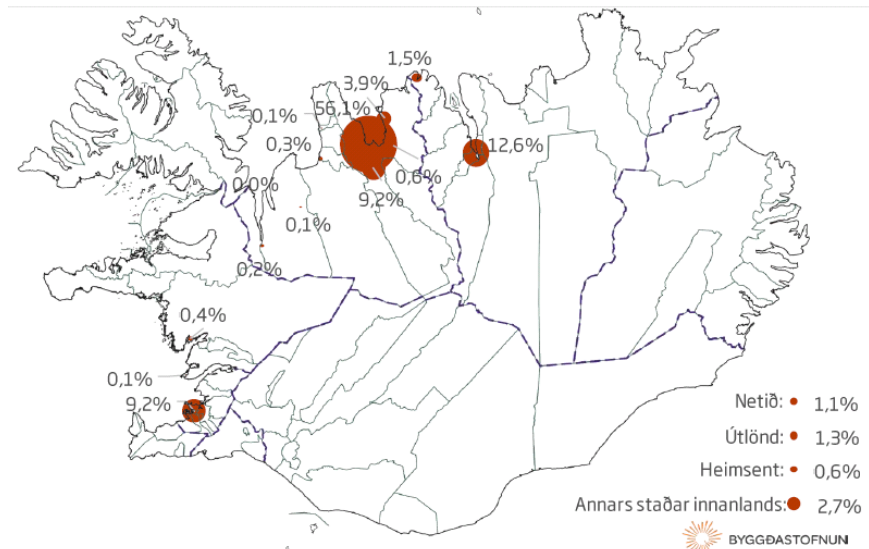 1,5%
3,9%
56,1%
0,1%
0,3%
12,6%
0,6%
9,2%
0,0%
0,1%
0,2%
0,4%
0,1%
9,2%
Netið: 1,1%
Útlönd: 1,3%
Heimsent: 0,6%
Annars staðar innanlands: 2,7%
BYGGÐASTOFNUN